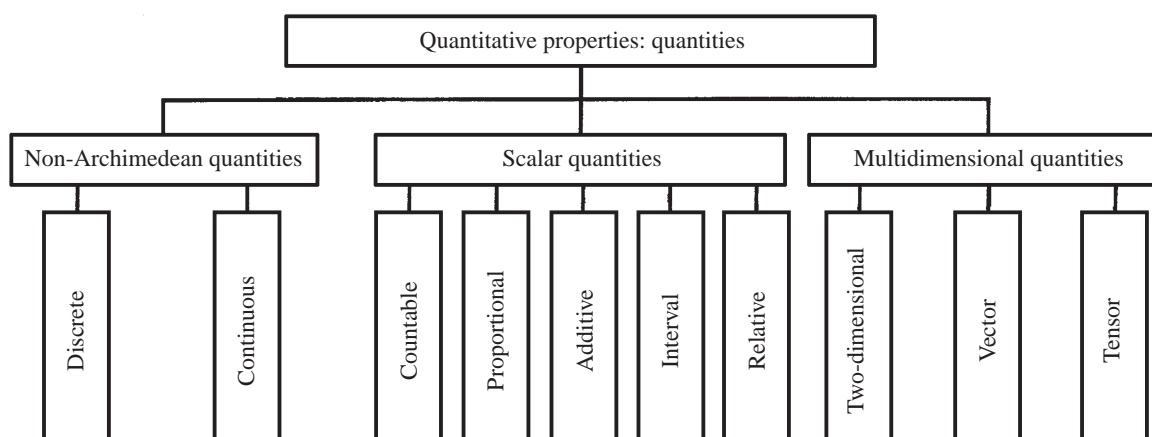 Quantitative properties: quantities
Non-Archimedean quantities
Scalar quantities
Multidimensional quantities
Discrete
Continuous
Countable
Proportional
Additive
Interval
Relative
Two-dimensional
Vector
Tensor